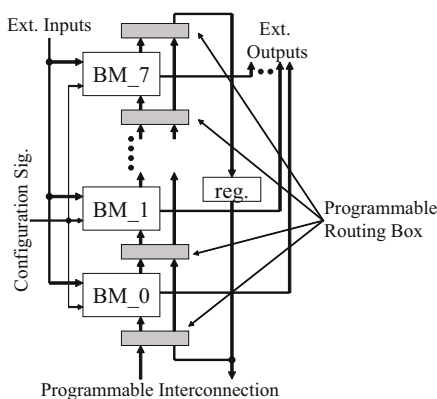 Ext. Inputs
Ext.
Outputs
BM_7
Configuration Sig.
BM_1
reg.
Programmable
Routing Box
BM_0
Programmable Interconnection